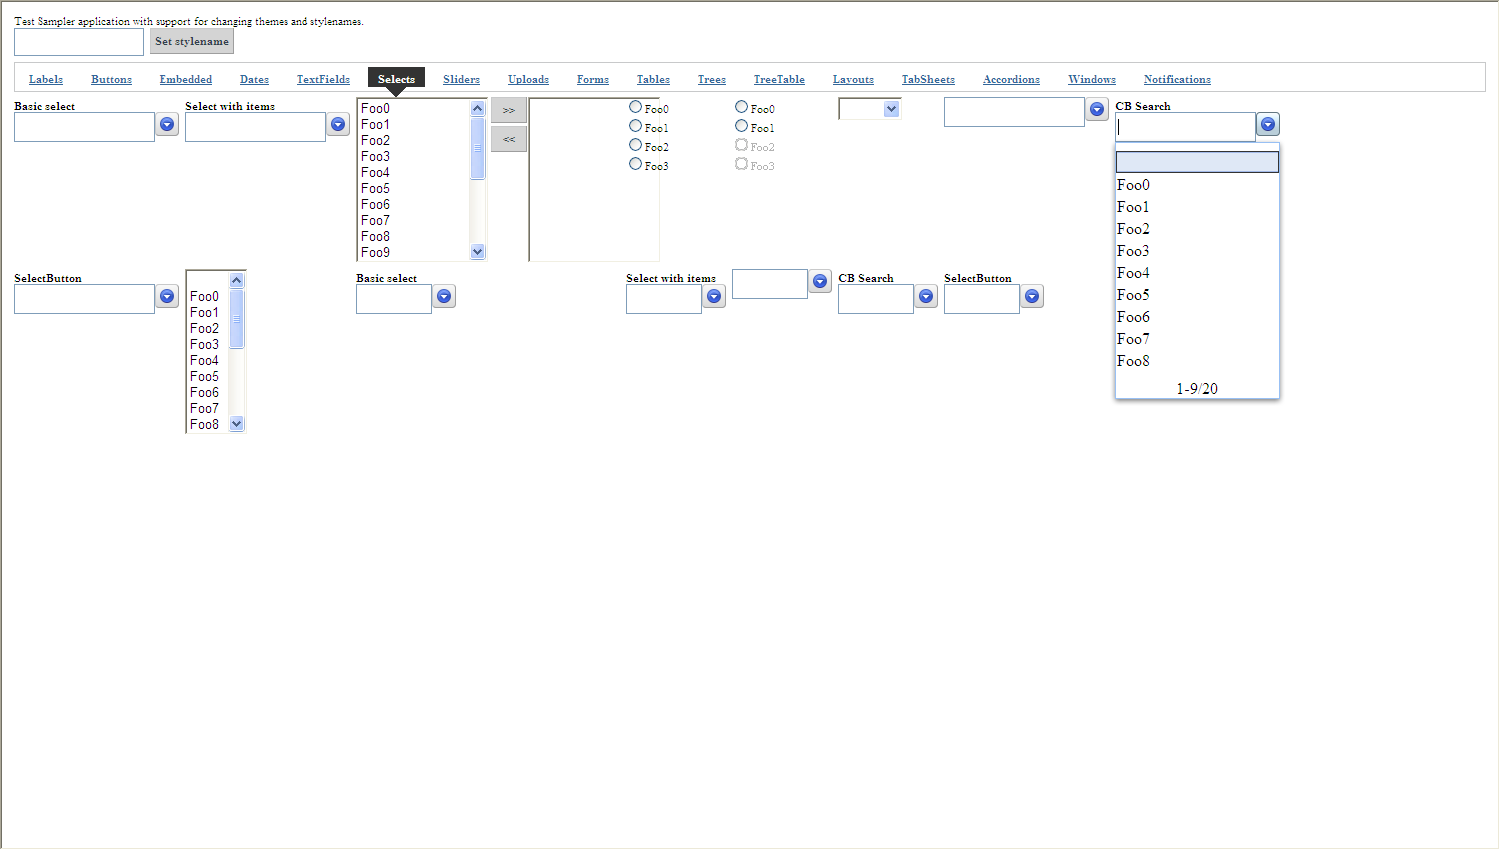 Test Sampler application with support for changing themes and stylenames.
Set stylename
Labels Buttons Embedded Dates TextFields Selects Sliders Uploads Forms Tables Trees TreeTable Layouts TabSheets Accordions Windows Notifications
Basic select
Select with items
Foo0
Foo1
Foo2
Foo3
Foo4
Foo5
Foo6
Foo7
Foo8
Foo9
>>
<<
Foo0
Foo1
Foo2
Foo3
Foo0
Foo1
Foo2
Foo3
CB Search
Foo0
Foo1
Foo2
Foo3
Foo4
Foo5
Foo6
Foo7
Foo8
1-9/20
SelectButton
Foo0
Foo1
Foo2
Foo3
Foo4
Foo5
Foo6
Foo7
Foo8
Basic select
Select with items
CB Search
SelectButton